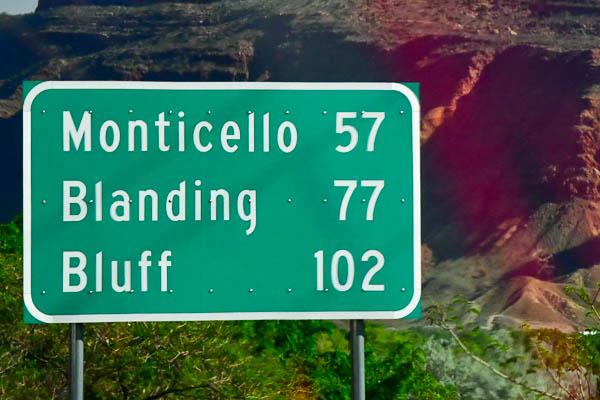 Monticello 57
Blanding 77
Bluff 102